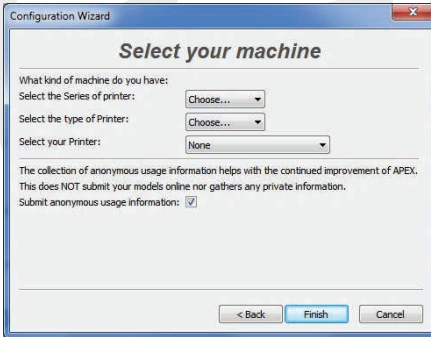 Configuration Wizard
Select your machine
What kind of machine do you have:
Select the Series of printer: Choose...
Select the type of Printer: Choose...
Select your Printer: None
The collection of anonymous usage information helps with the continued improvement of APEX.
This does NOT submit your models online nor gathers any private information.
Submit anonymous usage information:
< Back Finish Cancel